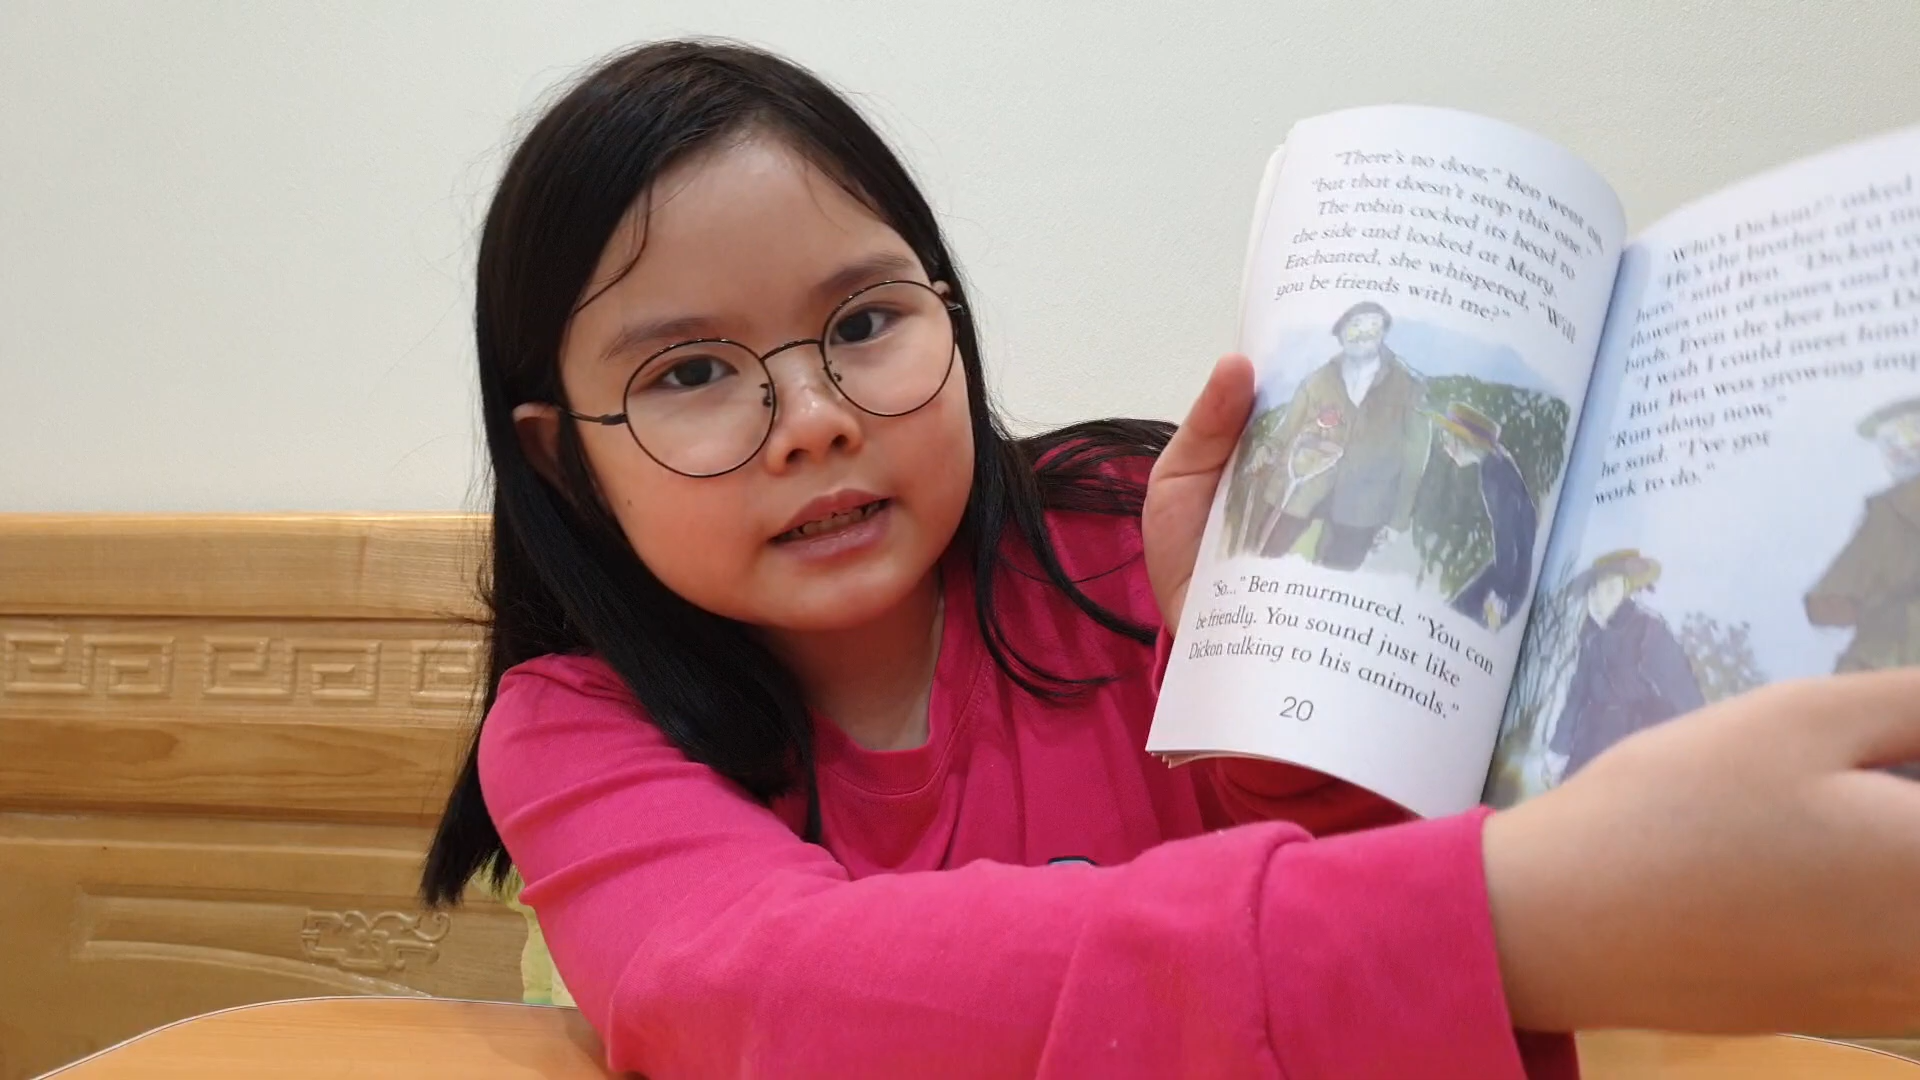 "There's no door," Ben went on,
"but that doesn't stop this one."
The robin cocked its head to
the side and looked at Mary.
Enchanted, she whispered, "Will
you be friends with me?"
"So..." Ben murmured. "You can
be friendly. You sound just like
Dickon talking to his animals."
20
"Who's Dickon?" asked
"He's the brother of a
here," said Ben. "Dickon
flowers out of stones and
birds. Even the deer love
"I wish I could meet him!
But Ben was growing
"Run along now,"
he said. "I've got
work to do."